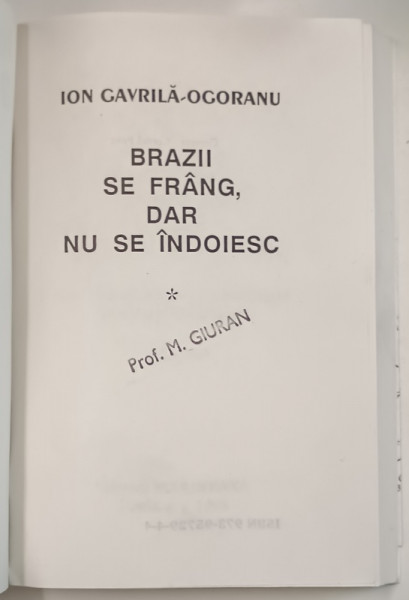 ION GAVRILĂ-OGORANU
BRAZII
SE FRÂNG,
DAR
NU SE ÎNDOIESC
*
Prof. M. GIURAN